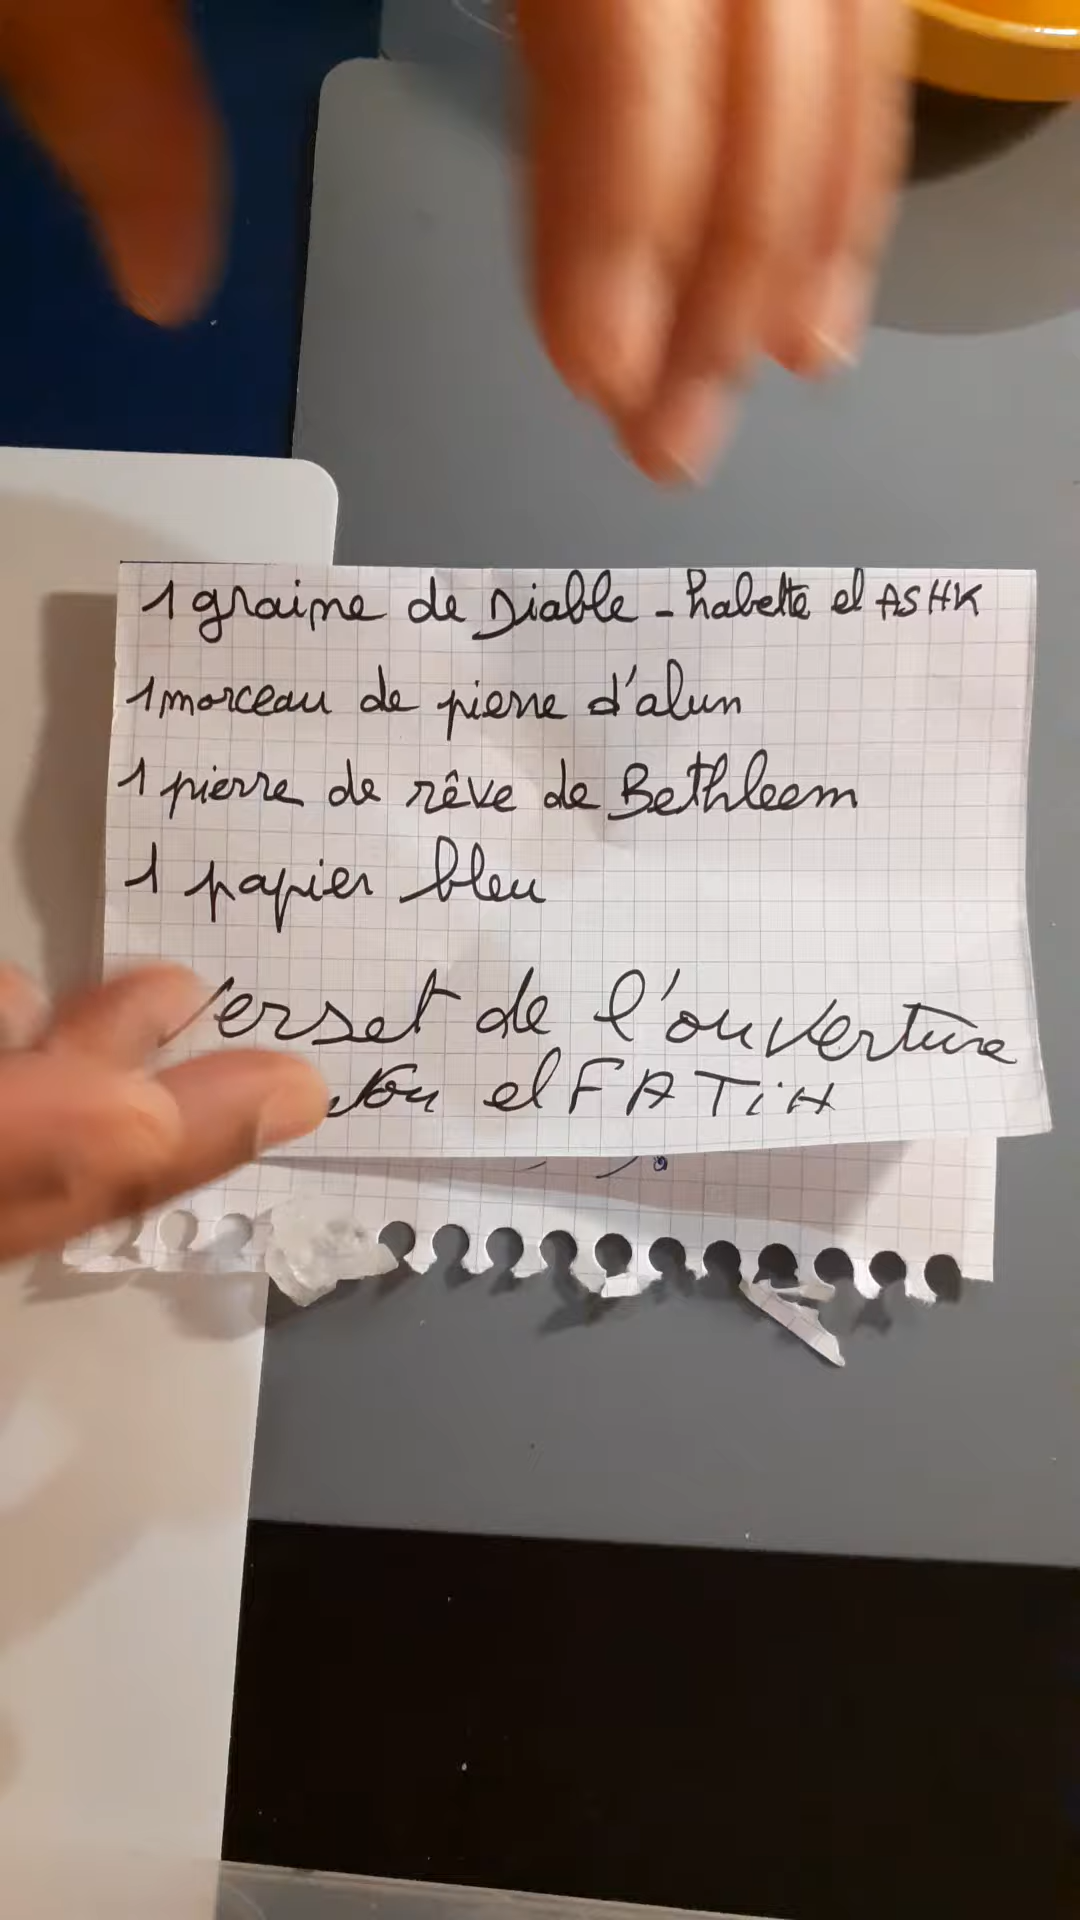 1 graine de Diable - habette el ASHK
1 morceau de pierre d'alun
1 pierre de rêve de Bethleem
1 papier bleu
Verset de l'ouverture
el FATiH